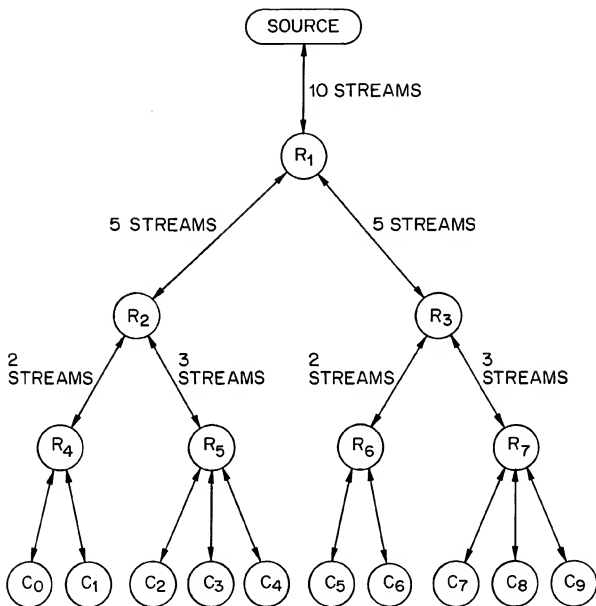 SOURCE
10 STREAMS
R1
5 STREAMS
5 STREAMS
R2
R3
2
STREAMS
3
STREAMS
2
STREAMS
3
STREAMS
R4
R5
R6
R7
C0
C1
C2
C3
C4
C5
C6
C7
C8
C9